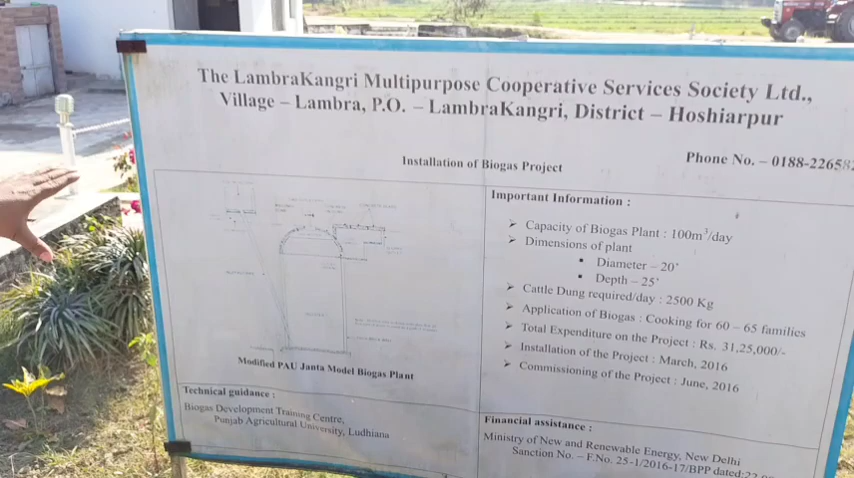 The LambraKangri Multipurpose Cooperative Services Society Ltd.,
Village – Lambra, P.O. – LambraKangri, District – Hoshiarpur
Phone No. – 0188-22658
Installation of Biogas Project
Modified PAU Janta Model Biogas Plant
Important Information :
➢ Capacity of Biogas Plant : 100m³/day
➢ Dimensions of plant
▪ Diameter – 20'
▪ Depth – 25'
➢ Cattle Dung required/day : 2500 Kg
➢ Application of Biogas : Cooking for 60 – 65 families
➢ Total Expenditure on the Project : Rs. 31,25,000/-
➢ Installation of the Project : March, 2016
➢ Commissioning of the Project : June, 2016
Technical guidance :
Biogas Development Training Centre,
Punjab Agricultural University, Ludhiana
Financial assistance :
Ministry of New and Renewable Energy, New Delhi
Sanction No. – F.No. 25-1/2016-17/BPP dated: